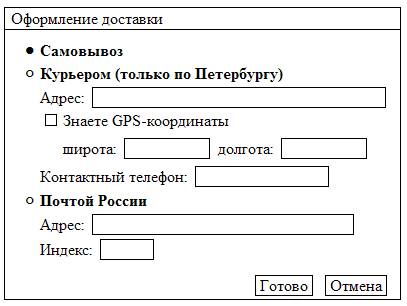 Оформление доставки
Самовывоз
Курьером (только по Петербургу)
Адрес:
Знаете GPS-координаты
широта: долгота:
Контактный телефон:
Почтой России
Адрес:
Индекс:
Готово Отмена